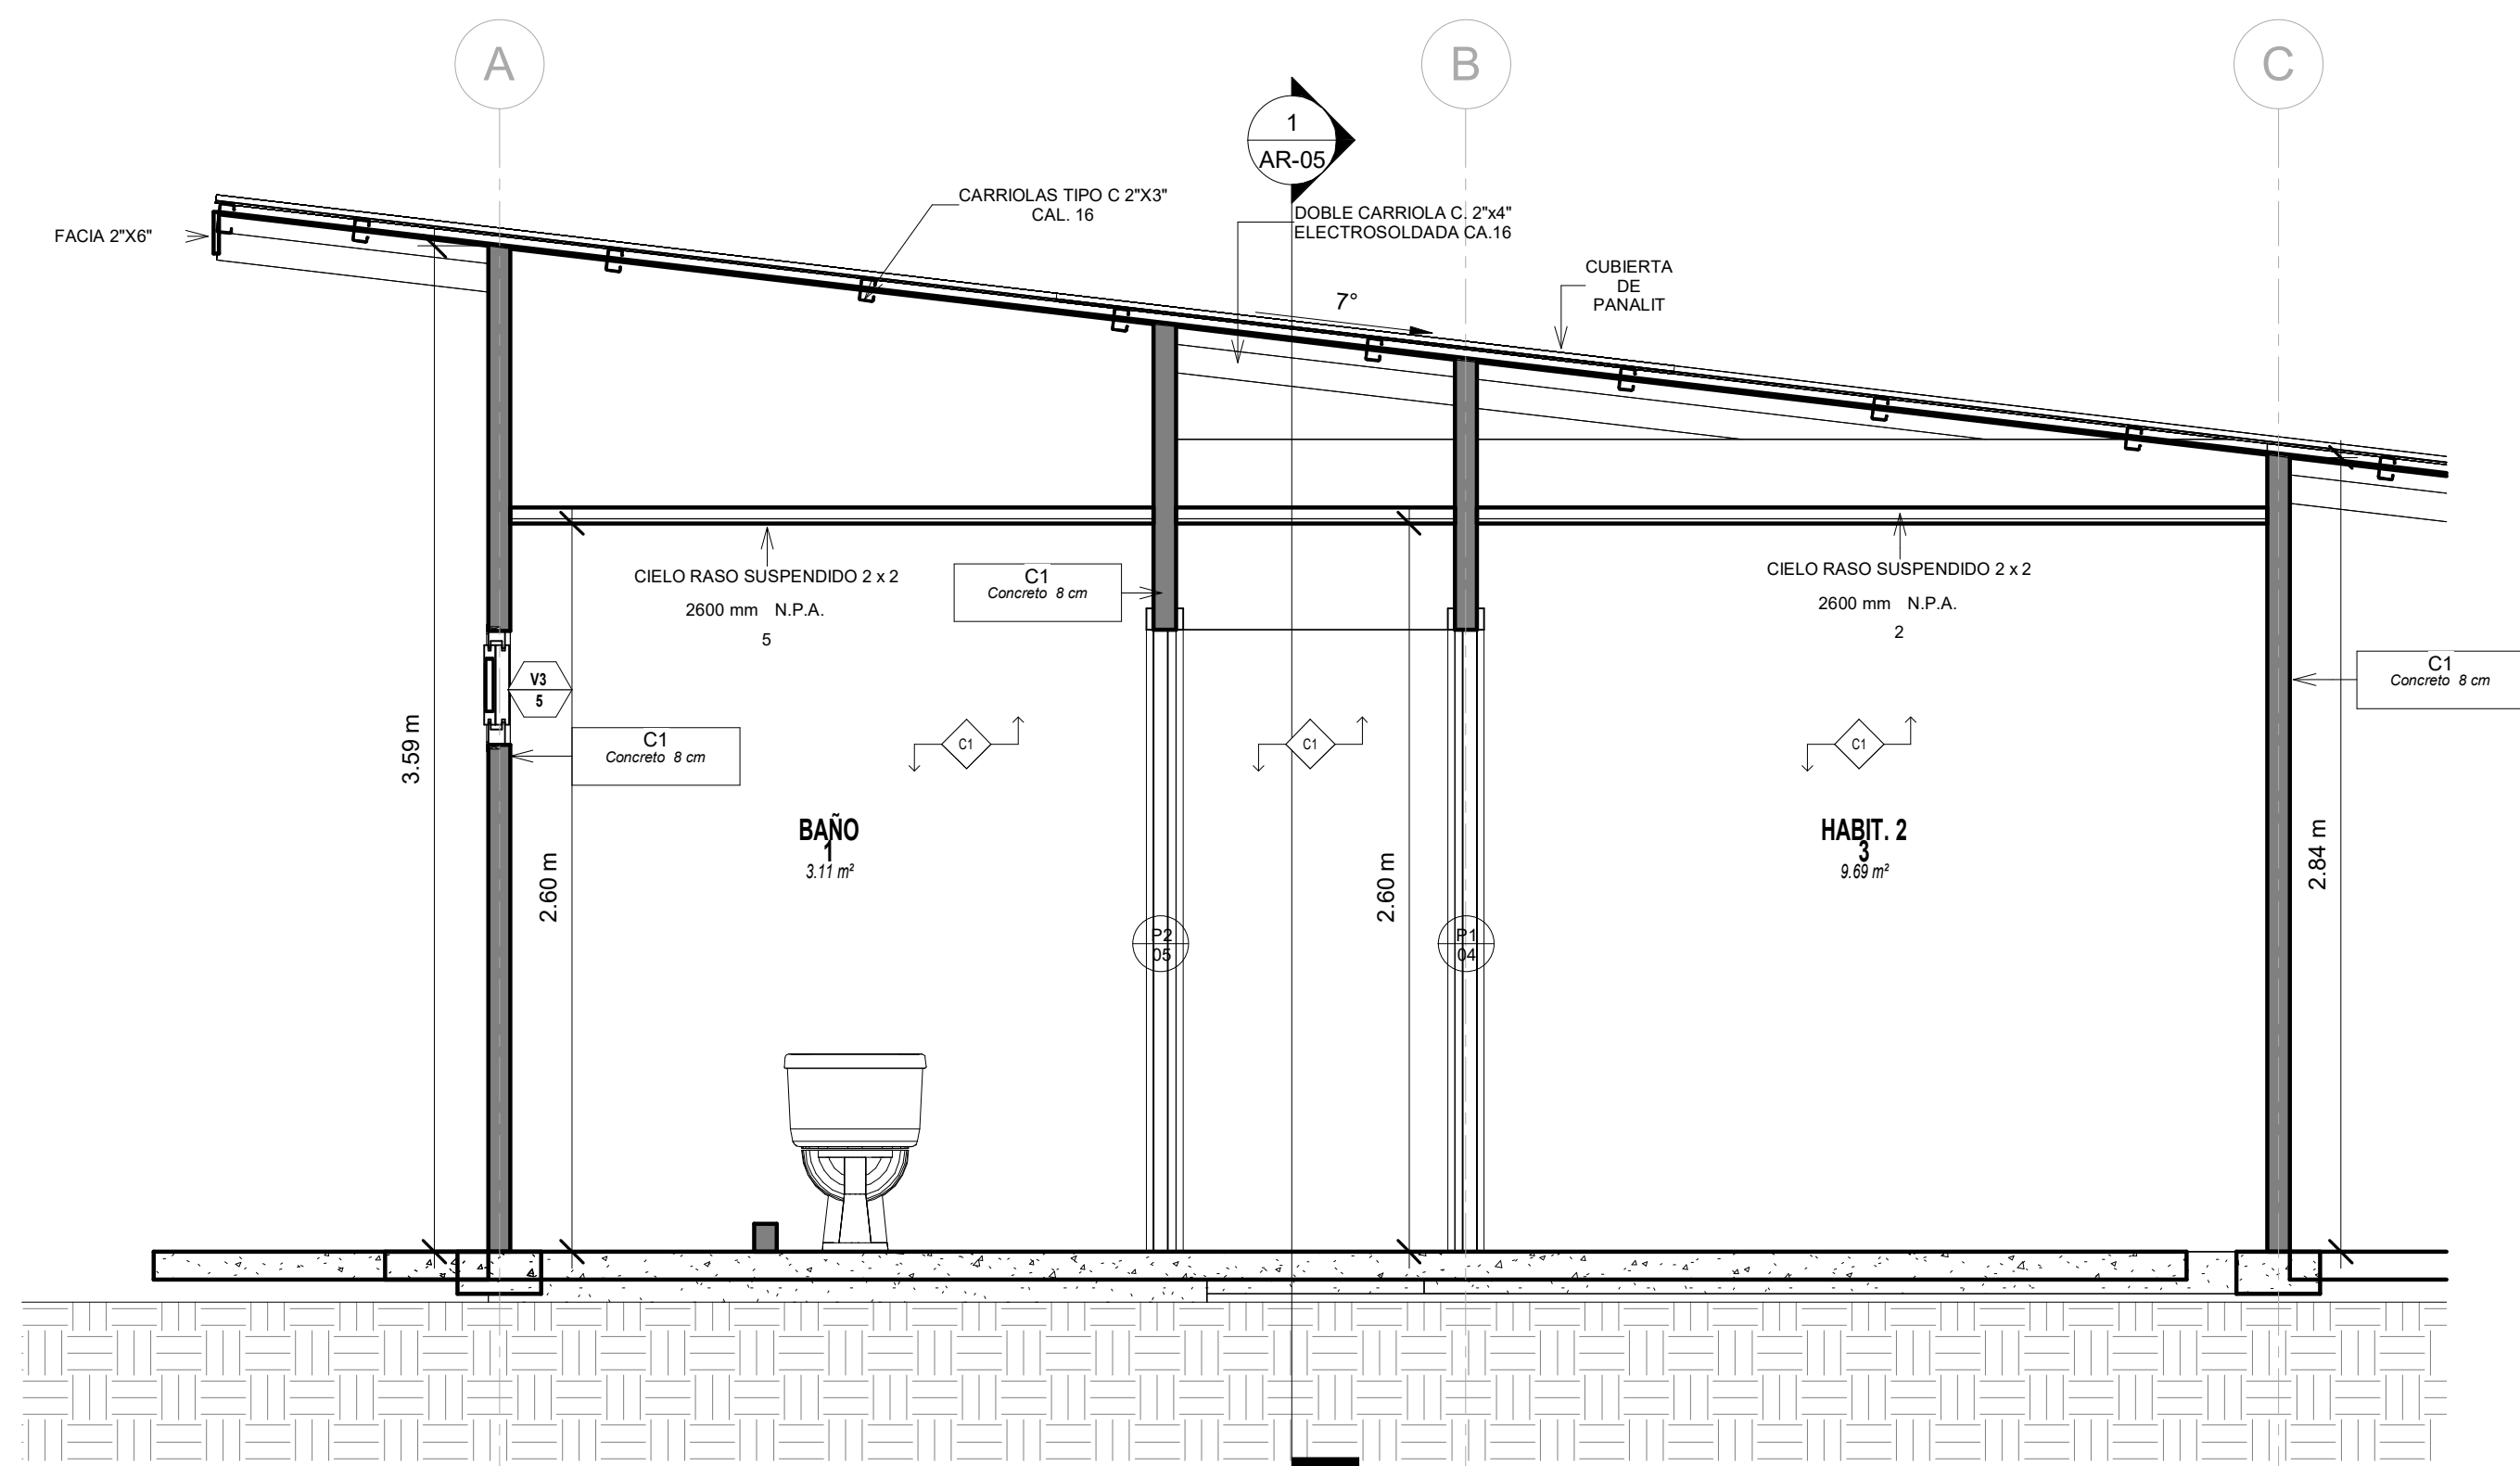 A
B
C
1
AR-05
CARRIOLAS TIPO C 2"X3"
CAL. 16
DOBLE CARRIOLA C. 2"x4"
ELECTROSOLDADA CA.16
FACIA 2"X6"
CUBIERTA
DE
PANALIT
7°
CIELO RASO SUSPENDIDO 2 x 2
2600 mm N.P.A.
5
C1
Concreto 8 cm
CIELO RASO SUSPENDIDO 2 x 2
2600 mm N.P.A.
2
V3
5
C1
Concreto 8 cm
C1
Concreto 8 cm
C1
C1
C1
3.59 m
2.60 m
BAÑO
1
3.11 m²
2.60 m
HABIT. 2
3
9.69 m²
2.84 m
P2
05
P1
04